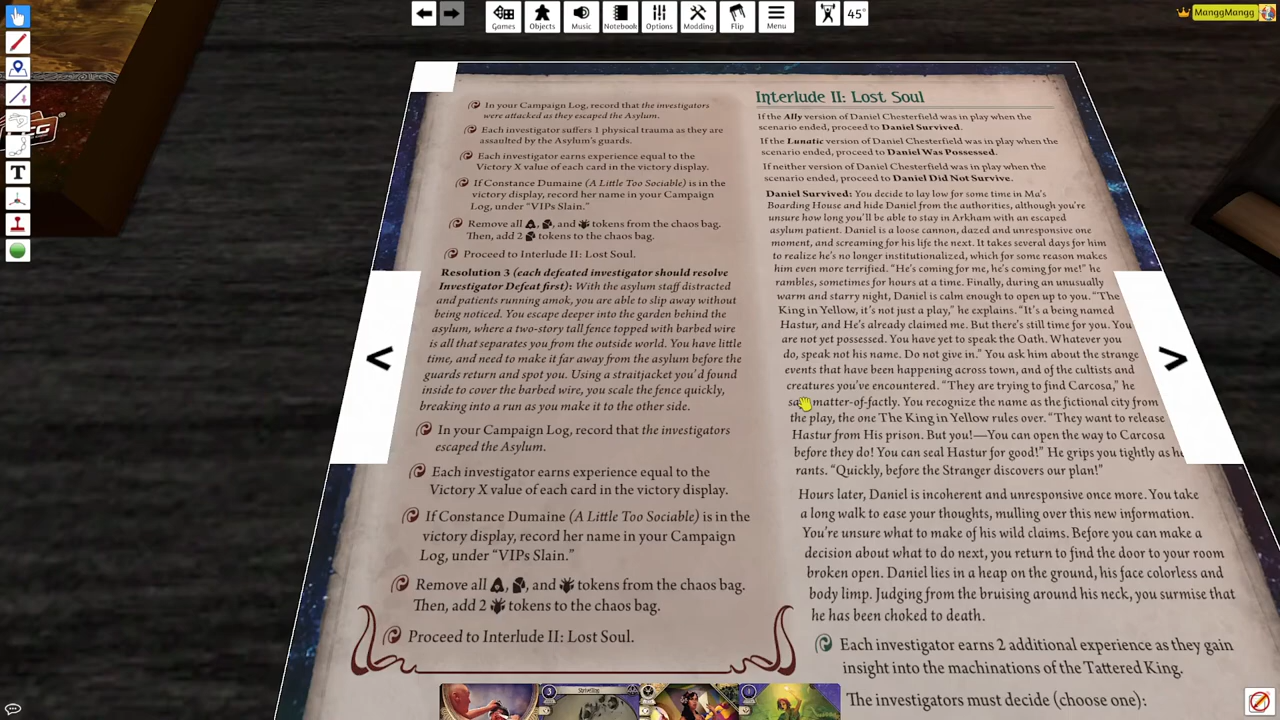 Games
Objects
Music
Notebook
Options
Modding
Flip
Menu
45°
ManggMangg
In your Campaign Log, record that the investigators
were attacked as they escaped the Asylum.
Each investigator suffers 1 physical trauma as they are
assaulted by the Asylum's guards.
Each investigator earns experience equal to the
Victory X value of each card in the victory display.
If Constance Dumaine (A Little Too Sociable) is in the
victory display, record her name in your Campaign
Log, under "VIPs Slain."
Remove all , , and tokens from the chaos bag.
Then, add 2 tokens to the chaos bag.
Proceed to Interlude II: Lost Soul.
Resolution 3 (each defeated investigator should resolve
Investigator Defeat first): With the asylum staff distracted
and patients running amok, you are able to slip away without
being noticed. You escape deeper into the garden behind the
asylum, where a two-story tall fence topped with barbed wire
is all that separates you from the outside world. You have little
time, and need to make it far away from the asylum before the
guards return and spot you. Using a straitjacket you'd found
inside to cover the barbed wire, you scale the fence quickly,
breaking into a run as you make it to the other side.
In your Campaign Log, record that the investigators
escaped the Asylum.
Each investigator earns experience equal to the
Victory X value of each card in the victory display.
If Constance Dumaine (A Little Too Sociable) is in the
victory display, record her name in your Campaign
Log, under "VIPs Slain."
Remove all , , and tokens from the chaos bag.
Then, add 2 tokens to the chaos bag.
Proceed to Interlude II: Lost Soul.
Interlude II: Lost Soul
If the Ally version of Daniel Chesterfield was in play when the
scenario ended, proceed to Daniel Survived.
If the Lunatic version of Daniel Chesterfield was in play when the
scenario ended, proceed to Daniel Was Possessed.
If neither version of Daniel Chesterfield was in play when the
scenario ended, proceed to Daniel Did Not Survive.
Daniel Survived: You decide to lay low for some time in Ma's
Boarding House and hide Daniel from the authorities, although you're
unsure how long you'll be able to stay in Arkham with an escaped
asylum patient. Daniel is a loose cannon, dazed and unresponsive one
moment, and screaming for his life the next. It takes several days for him
to realize he's no longer institutionalized, which for some reason makes
him even more terrified. "He's coming for me, he's coming for me!" he
rambles, sometimes for hours at a time. Finally, during an unusually
warm and starry night, Daniel is calm enough to open up to you. "The
King in Yellow, it's not just a play," he explains. "It's a being named
Hastur, and He's already claimed me. But there's still time for you. You
are not yet possessed. You have yet to speak the Oath. Whatever you
do, speak not his name. Do not give in." You ask him about the strange
events that have been happening across town, and of the cultists and
creatures you've encountered. "They are trying to find Carcosa," he
matter-of-factly. You recognize the name as the fictional city from
the play, the one The King in Yellow rules over. "They want to release
Hastur from His prison. But you!—You can open the way to Carcosa
before they do! You can seal Hastur for good!" He grips you tightly as he
rants. "Quickly, before the Stranger discovers our plan!"
Hours later, Daniel is incoherent and unresponsive once more. You take
a long walk to ease your thoughts, mulling over this new information.
You're unsure what to make of his wild claims. Before you can make a
decision about what to do next, you return to find the door to your room
broken open. Daniel lies in a heap on the ground, his face colorless and
body limp. Judging from the bruising around his neck, you surmise that
he has been choked to death.
Each investigator earns 2 additional experience as they gain
insight into the machinations of the Tattered King.
The investigators must decide (choose one):